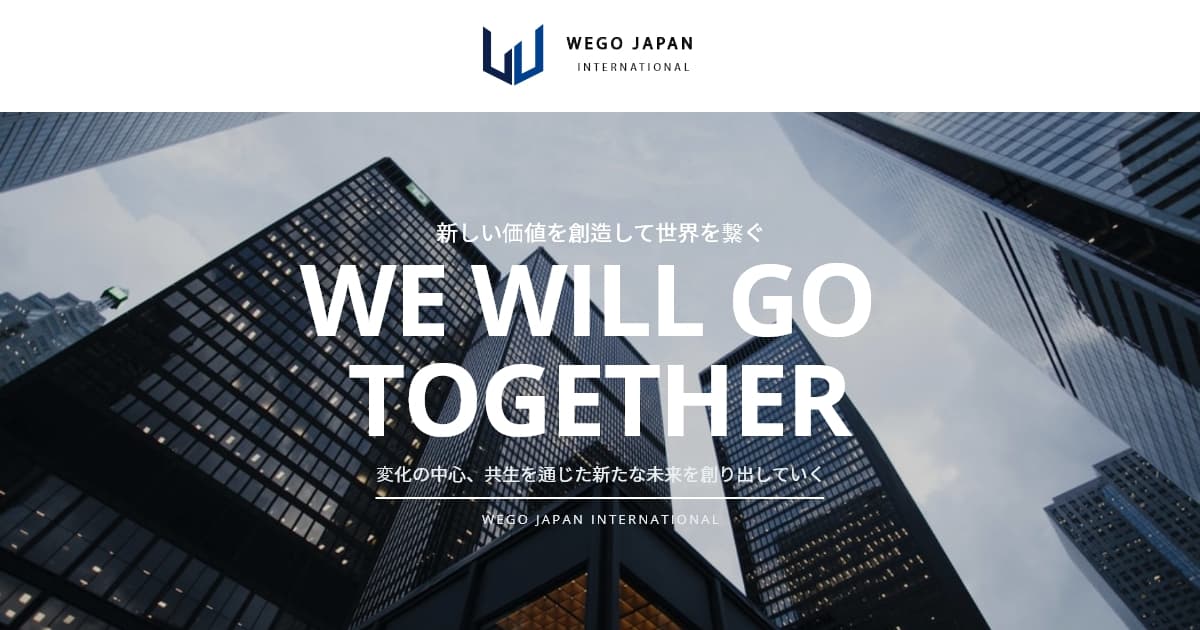 WEGO JAPAN
INTERNATIONAL
新しい価値を創造して世界を繋ぐ
WE WILL GO
TOGETHER
変化の中心、共生を通じた新たな未来を創り出していく
WEGO JAPAN INTERNATIONAL